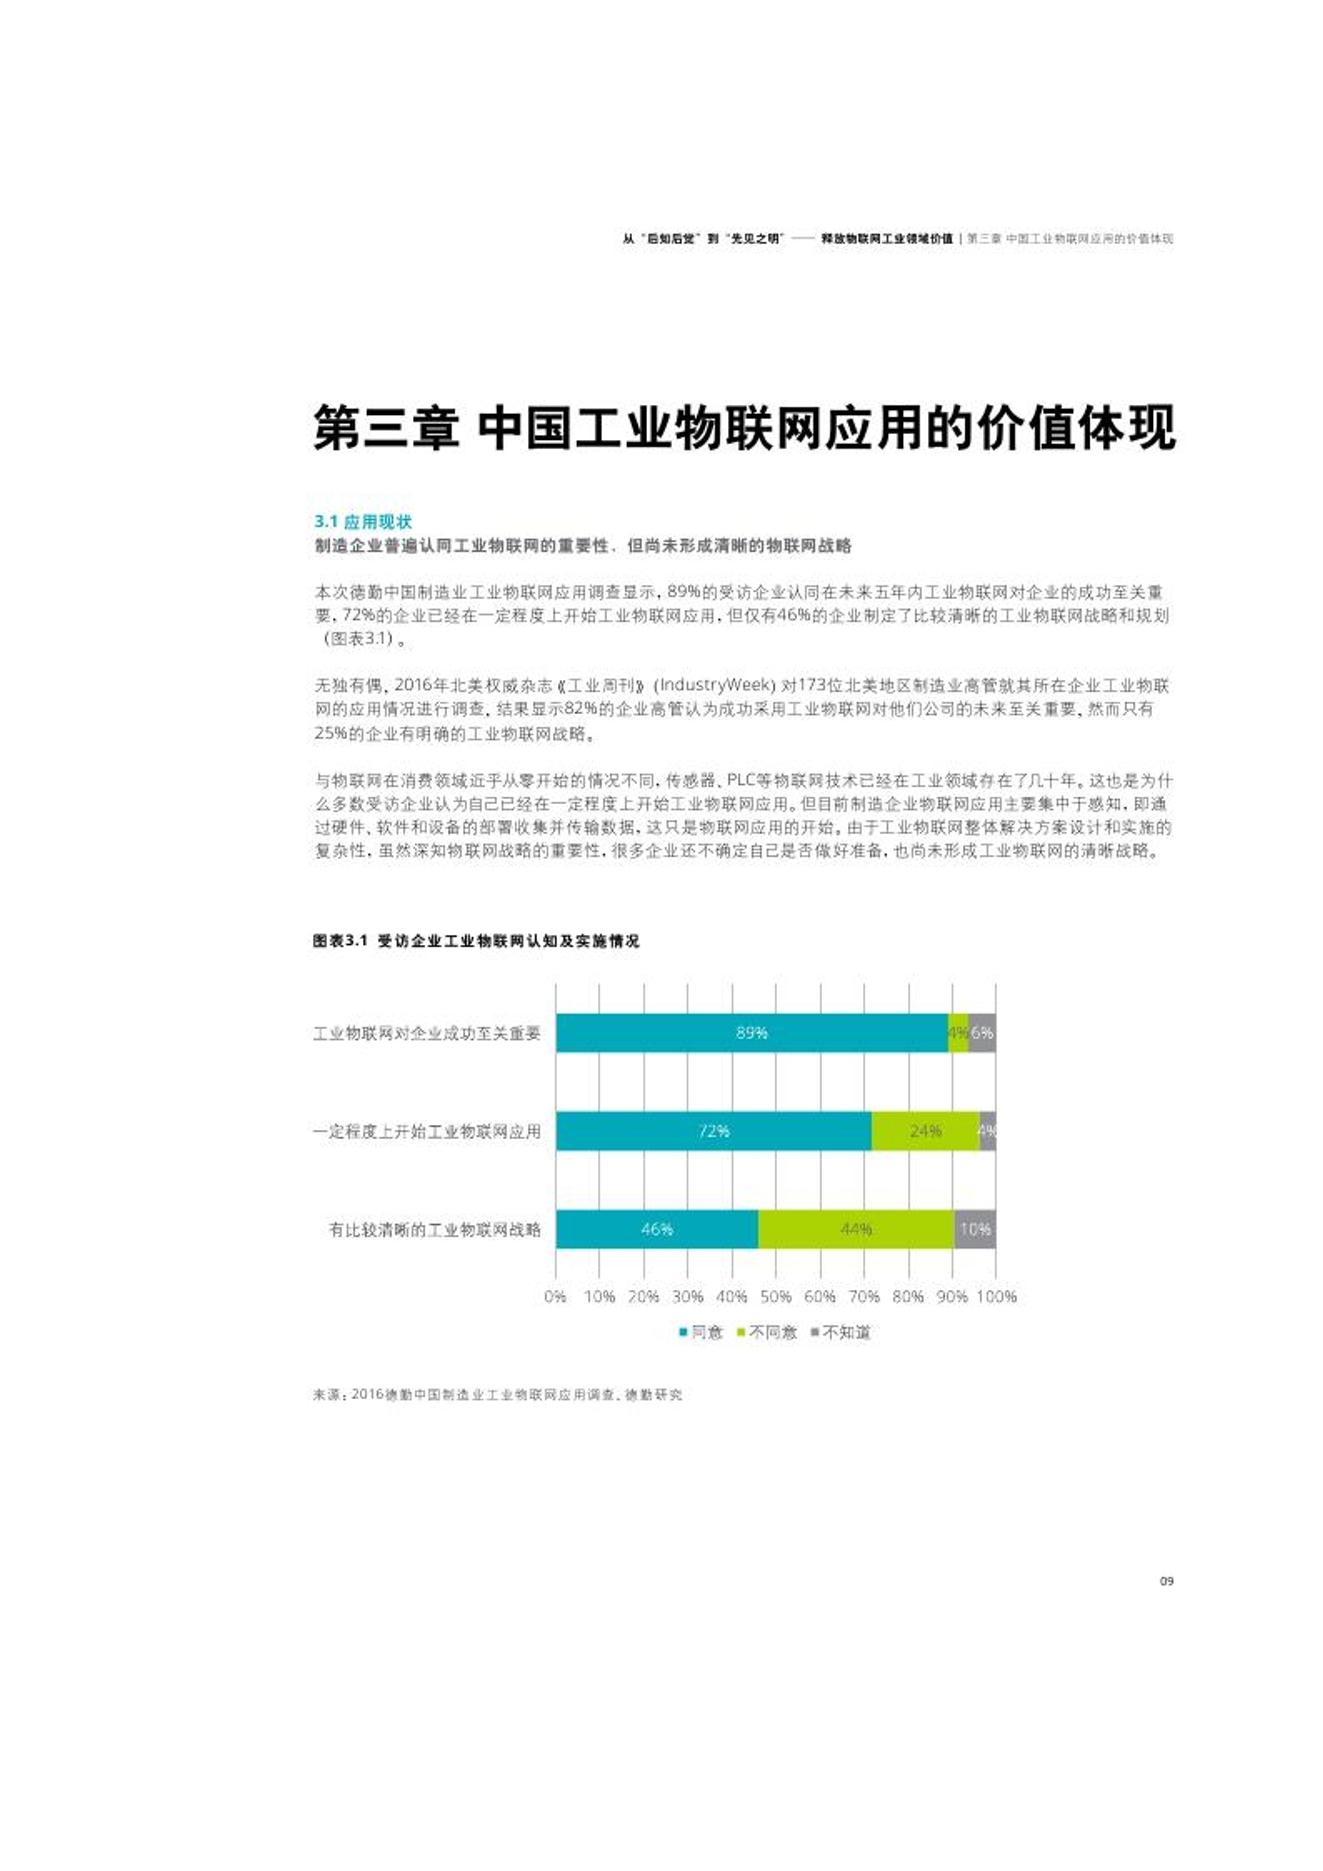 从“后知后觉”到“先见之明”—— 释放物联网工业领域价值 | 第三章 中国工业物联网应用的价值体现
第三章 中国工业物联网应用的价值体现
3.1 应用现状
制造企业普遍认同工业物联网的重要性，但尚未形成清晰的物联网战略
本次德勤中国制造业工业物联网应用调查显示，89%的受访企业认同在未来五年内工业物联网对企业的成功至关重
要，72%的企业已经在一定程度上开始工业物联网应用，但仅有46%的企业制定了比较清晰的工业物联网战略和规划
（图表3.1）。
无独有偶，2016年北美权威杂志《工业周刊》(IndustryWeek) 对173位北美地区制造业高管就其所在企业工业物联
网的应用情况进行调查，结果显示82%的企业高管认为成功采用工业物联网对他们公司的未来至关重要，然而只有
25%的企业有明确的工业物联网战略。
与物联网在消费领域近乎从零开始的情况不同，传感器、PLC等物联网技术已经在工业领域存在了几十年。这也是为什
么多数受访企业认为自己已经在一定程度上开始工业物联网应用。但目前制造企业物联网应用主要集中于感知，即通
过硬件、软件和设备的部署收集并传输数据，这只是物联网应用的开始。由于工业物联网整体解决方案设计和实施的
复杂性，虽然深知物联网战略的重要性，很多企业还不确定自己是否做好准备，也尚未形成工业物联网的清晰战略。
图表3.1 受访企业工业物联网认知及实施情况
工业物联网对企业成功至关重要 89% 4% 6%
一定程度上开始工业物联网应用 72% 24% 4%
有比较清晰的工业物联网战略 46% 44% 10%
0% 10% 20% 30% 40% 50% 60% 70% 80% 90% 100%
同意 不同意 不知道
来源：2016德勤中国制造业工业物联网应用调查、德勤研究
09